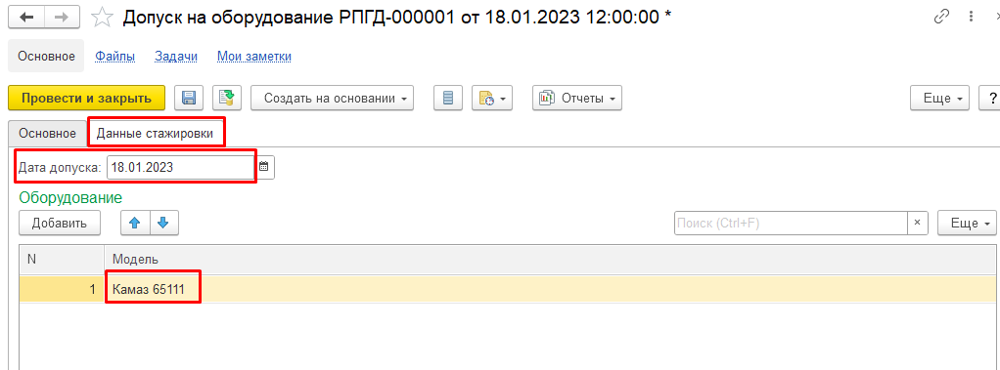 Допуск на оборудование РПГД-000001 от 18.01.2023 12:00:00 *
Основное Файлы Задачи Мои заметки
Провести и закрыть Создать на основании Отчеты Еще ?
Основное Данные стажировки
Дата допуска: 18.01.2023
Оборудование
Добавить Поиск (Ctrl+F) × Еще
N Модель
1 Камаз 65111